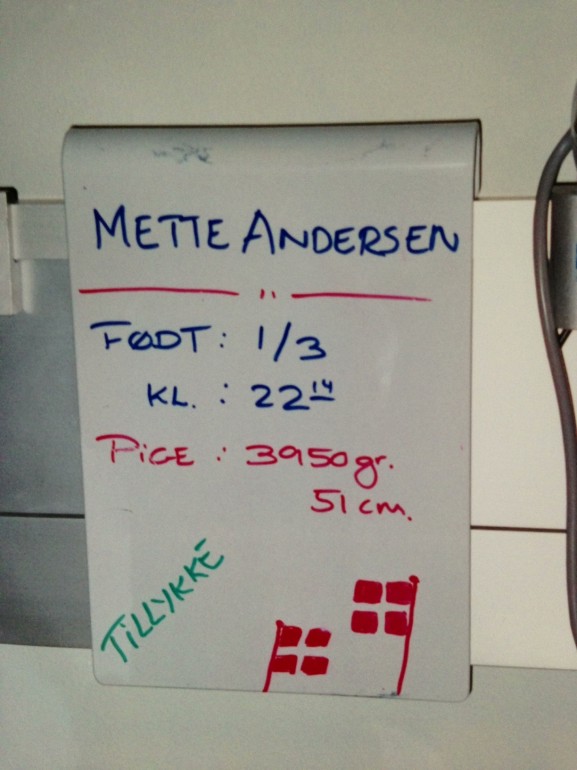 METTE ANDERSEN
— " —
FØDT: 1/3
KL. : 22¹⁴
PIGE : 3950 gr.
51 cm.
TILLYKKE